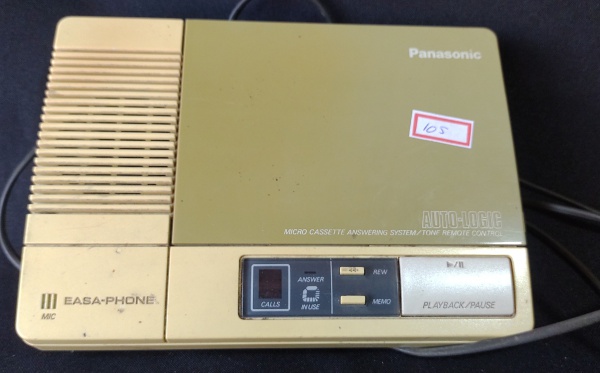 Panasonic
105
AUTO-LOGIC
MICRO CASSETTE ANSWERING SYSTEM/TONE REMOTE CONTROL
EASA-PHONE
MIC
CALLS
ANSWER
IN USE
REW
MEMO
PLAYBACK/PAUSE